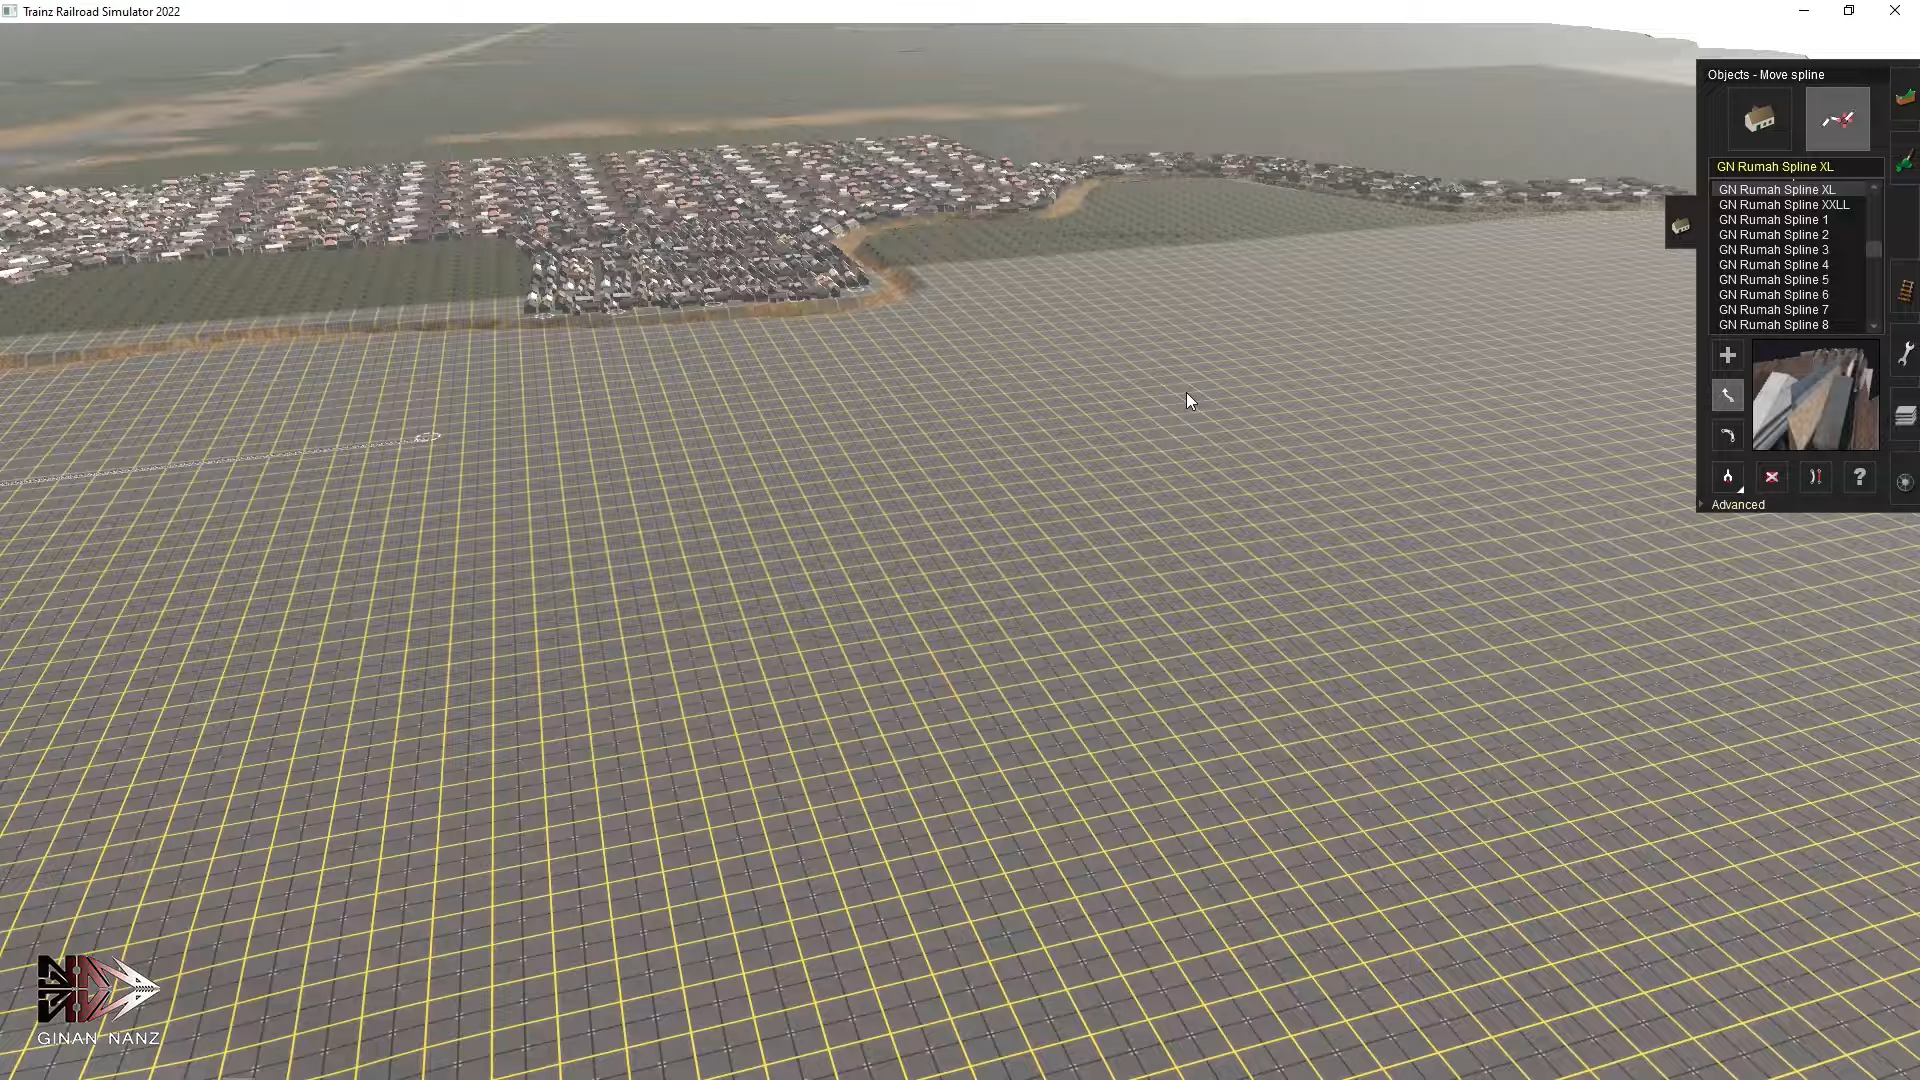 Trainz Railroad Simulator 2022
Objects - Move spline
GN Rumah Spline XL
GN Rumah Spline XL
GN Rumah Spline XXLL
GN Rumah Spline 1
GN Rumah Spline 2
GN Rumah Spline 3
GN Rumah Spline 4
GN Rumah Spline 5
GN Rumah Spline 6
GN Rumah Spline 7
GN Rumah Spline 8
?
Advanced
GINAN NANZ